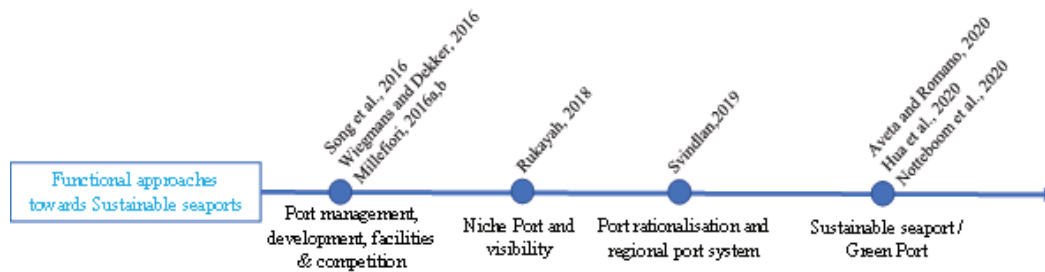 Functional approaches
towards Sustainable seaports
Song et al., 2016
Wiegmans and Dekker, 2016
Millefiori, 2016a,b
Port management,
development, facilities
& competition
Rukayah, 2018
Niche Port and
visibility
Svindlan,2019
Port rationalisation and
regional port system
Aveta and Romano, 2020
Hua et al., 2020
Notteboom et al., 2020
Sustainable seaport /
Green Port